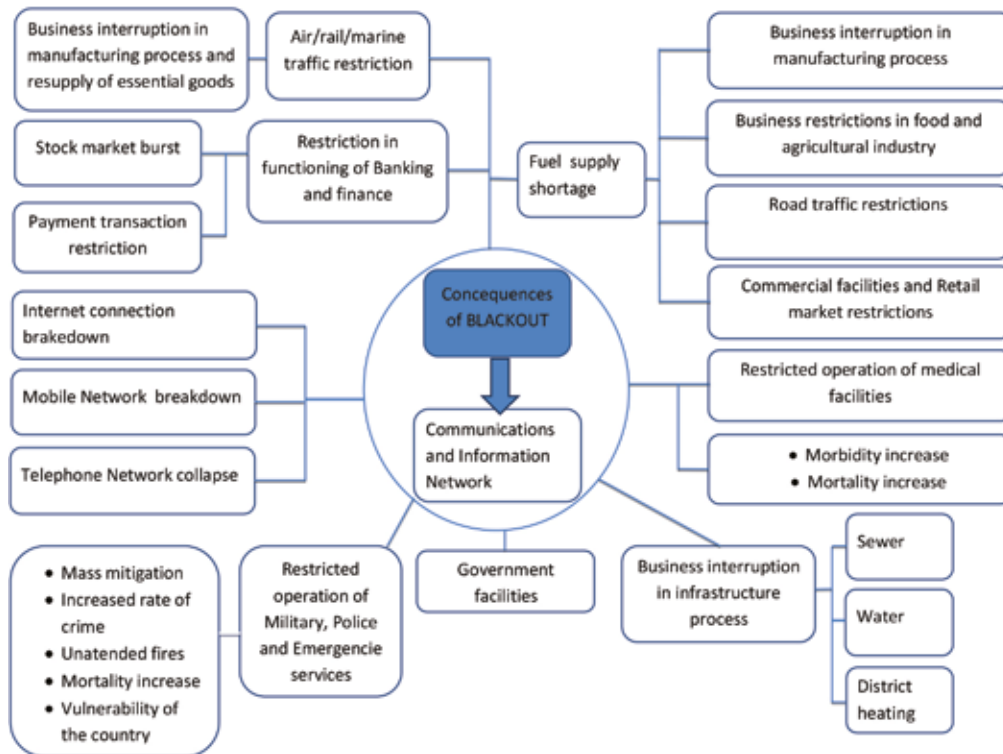 Business interruption in
manufacturing process and
resupply of essential goods
Air/rail/marine
traffic restriction
Stock market burst
Payment transaction
restriction
Restriction in
functioning of Banking
and finance
Fuel supply
shortage
Business interruption in
manufacturing process
Business restrictions in food and
agricultural industry
Road traffic restrictions
Commercial facilities and Retail
market restrictions
Concequences
of BLACKOUT
Communications
and Information
Network
Internet connection
brakedown
Mobile Network breakdown
Telephone Network collapse
Restricted operation of medical
facilities
• Morbidity increase
• Mortality increase
• Mass mitigation
• Increased rate of
crime
• Unatended fires
• Mortality increase
• Vulnerability of
the country
Restricted
operation of
Military, Police
and Emergencie
services
Government
facilities
Business interruption
in infrastructure
process
Sewer
Water
District
heating